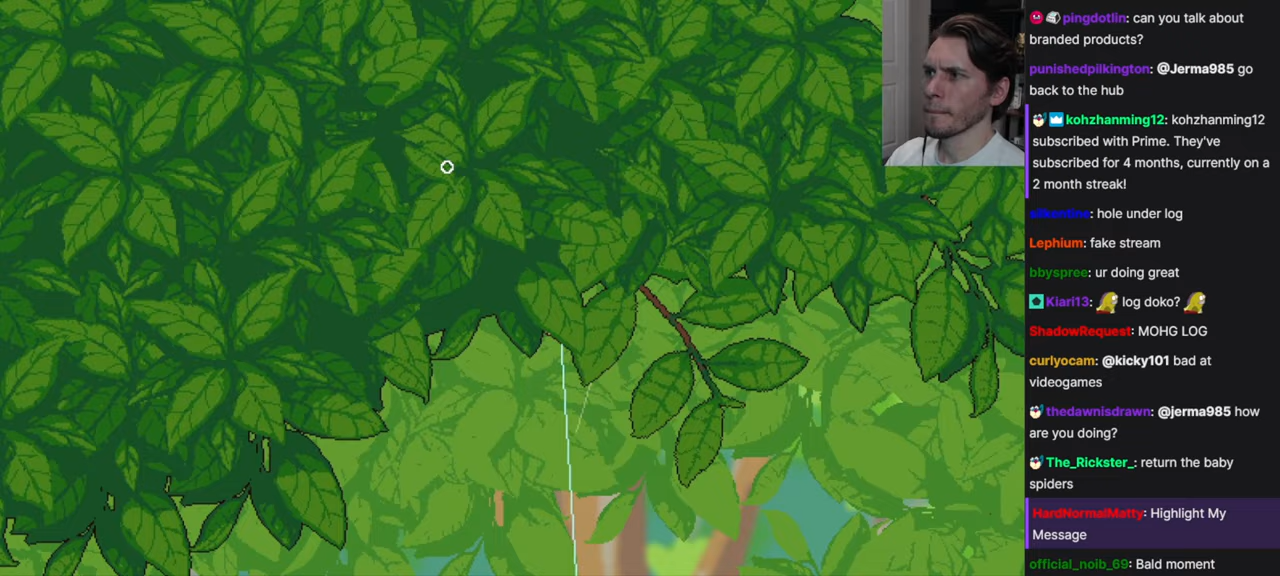 pingdotlin: can you talk about
branded products?
punishedpilkington: @Jerma985 go
back to the hub
kohzhanming12: kohzhanming12
subscribed with Prime. They've
subscribed for 4 months, currently on a
2 month streak!
: hole under log
Lephium: fake stream
bbyspree: ur doing great
Kiari13: log doko?
ShadowRequest: MOHG LOG
curlyocam: @kicky101 bad at
videogames
thedawnisdrawn: @jerma985 how
are you doing?
The_Rickster_: return the baby
spiders
HardNormalMatty: Highlight My
Message
official_noib_69: Bald moment